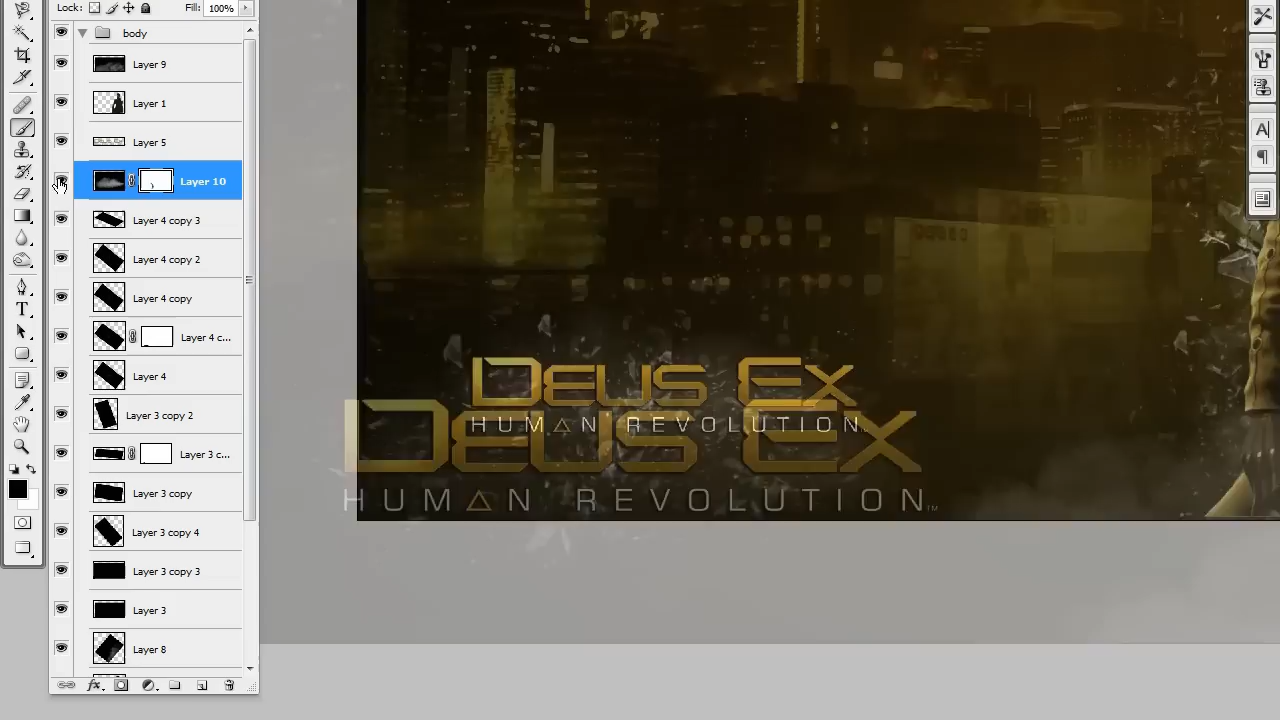 Lock:
Fill: 100%
body
Layer 9
Layer 1
Layer 5
Layer 10
Layer 4 copy 3
Layer 4 copy 2
Layer 4 copy
Layer 4 c...
Layer 4
Layer 3 copy 2
Layer 3 c...
Layer 3 copy
Layer 3 copy 4
Layer 3 copy 3
Layer 3
Layer 8
DEUS EX
HUMAN REVOLUTION
DEUS EX
HUMAN REVOLUTION™